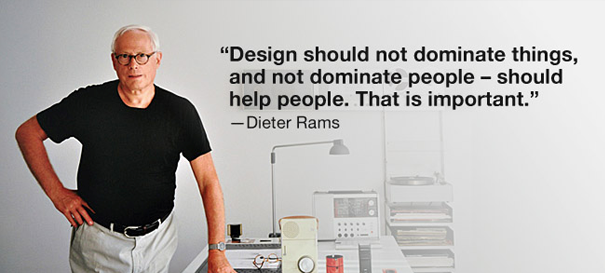 “Design should not dominate things,
and not dominate people – should
help people. That is important.”
—Dieter Rams